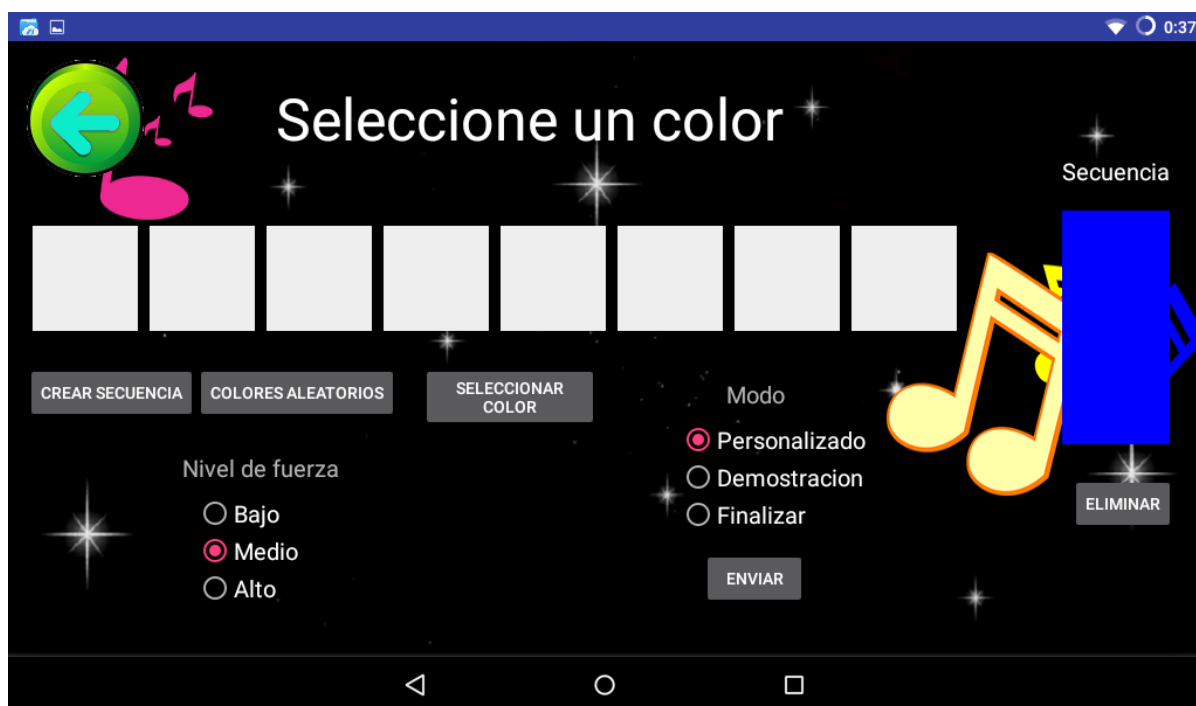 0:37
Seleccione un color
Secuencia
CREAR SECUENCIA
COLORES ALEATORIOS
SELECCIONAR
COLOR
Modo
Personalizado
Demostracion
Finalizar
ENVIAR
Nivel de fuerza
Bajo
Medio
Alto
ELIMINAR